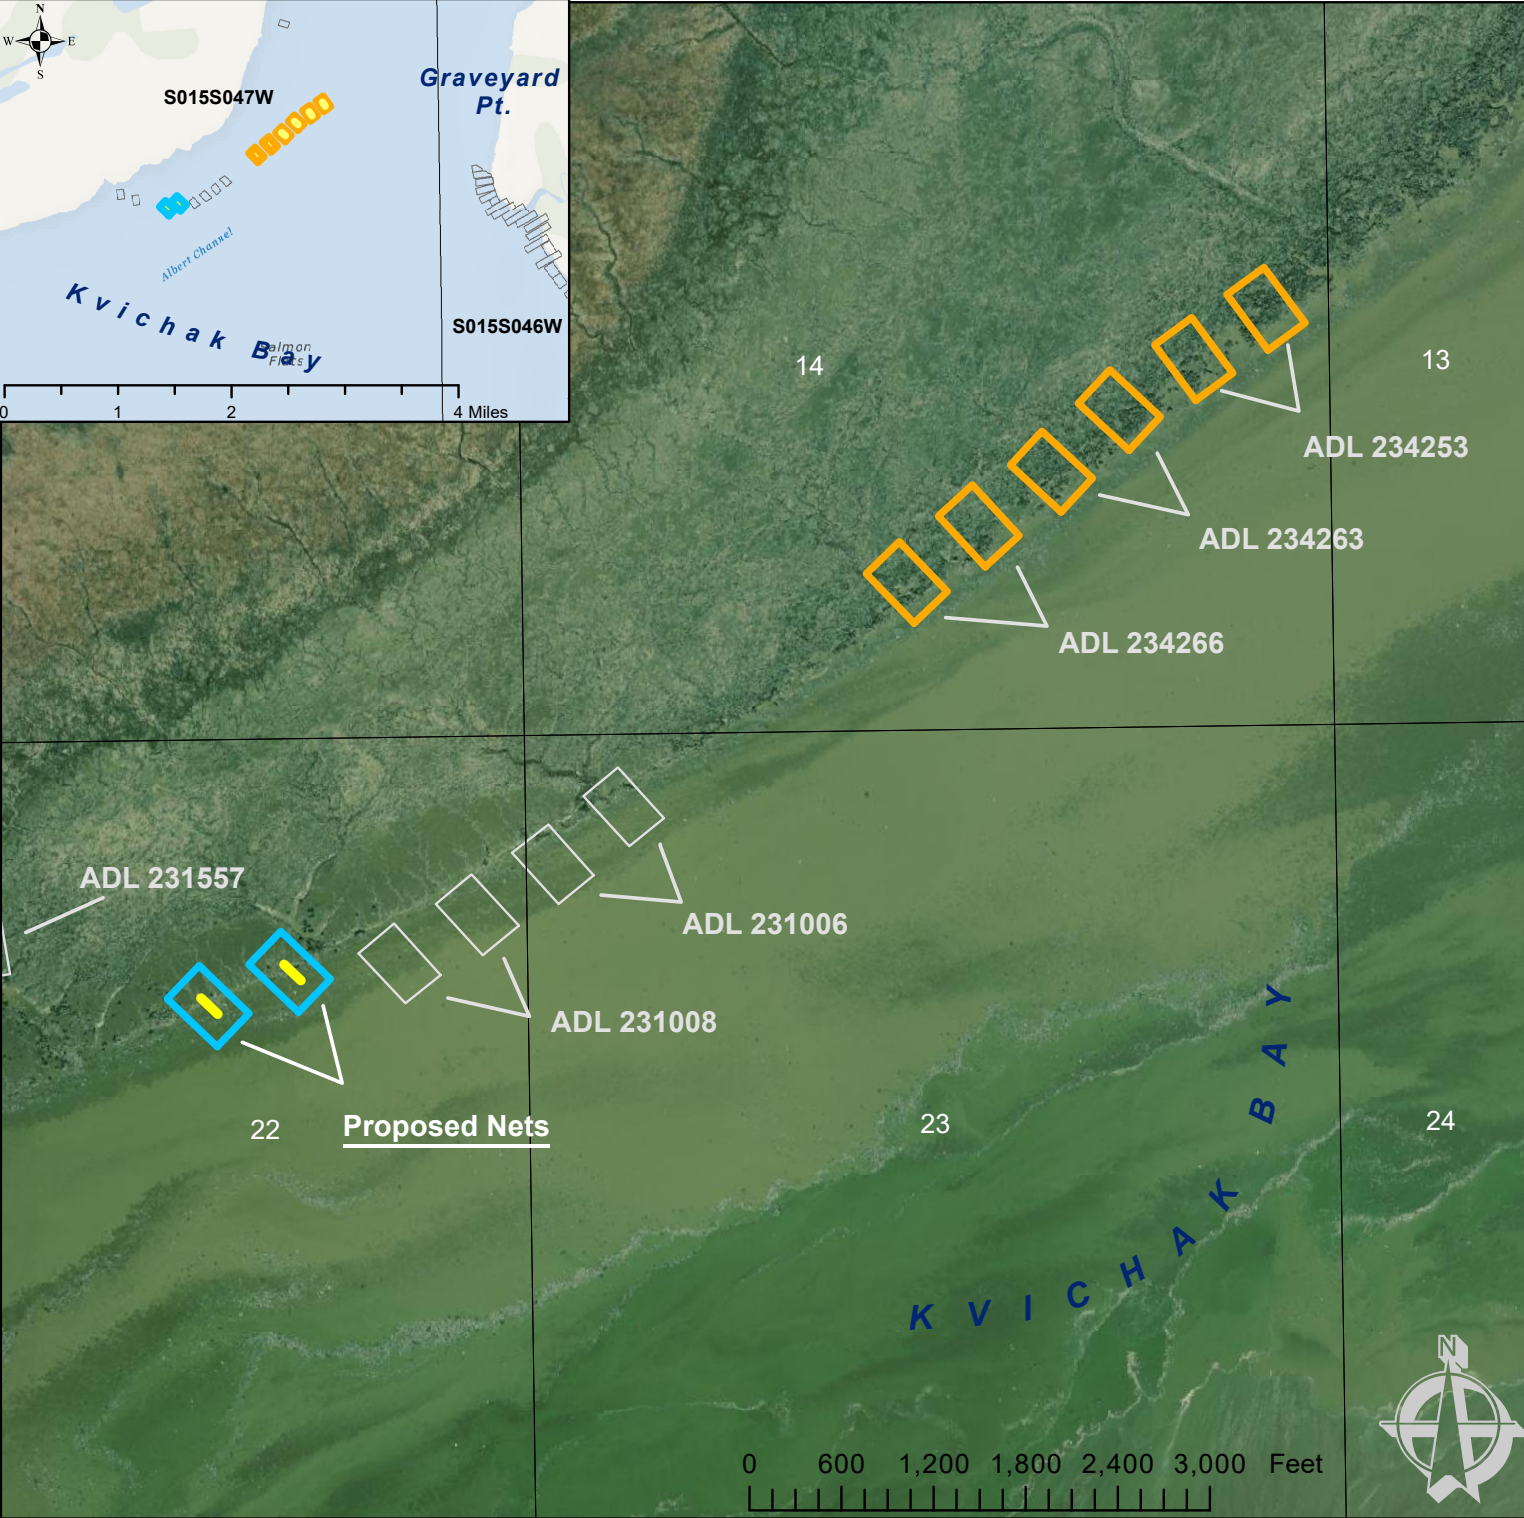 N
W E
S
S015S047W
Graveyard
Pt.
Albert Channel
Kvichak Bay
S015S046W
Salmon
Flats
0 1 2 4 Miles
14
13
ADL 234253
ADL 234263
ADL 234266
ADL 231557
ADL 231006
ADL 231008
22
Proposed Nets
23
24
KVICHAK BAY
N
0 600 1,200 1,800 2,400 3,000 Feet